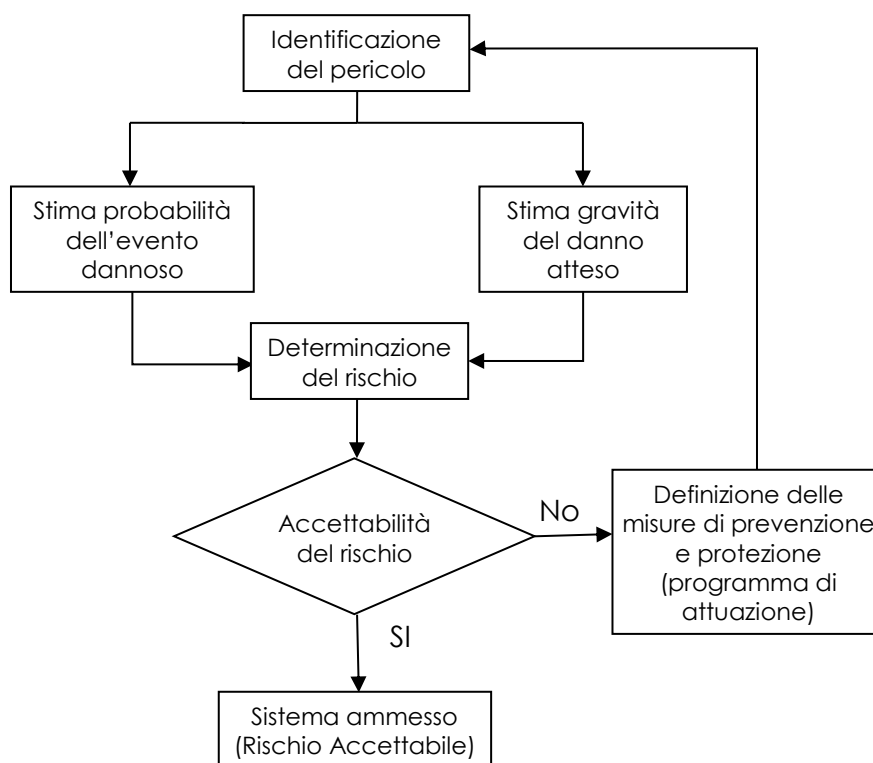 Identificazione
del pericolo
Stima probabilità
dell’evento
dannoso
Stima gravità
del danno
atteso
Determinazione
del rischio
Accettabilità
del rischio
No
Definizione delle
misure di prevenzione
e protezione
(programma di
attuazione)
SI
Sistema ammesso
(Rischio Accettabile)